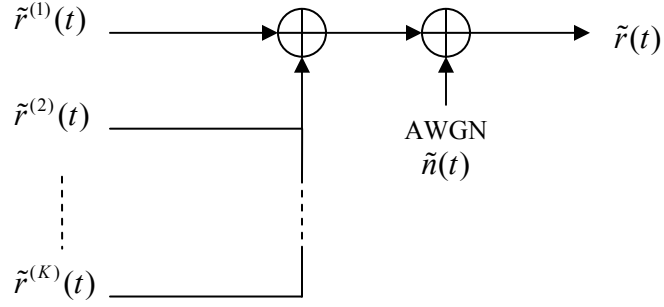 r̃⁽¹⁾(t)
r̃(t)
r̃⁽²⁾(t)
AWGN
ñ(t)
r̃⁽ᴷ⁾(t)